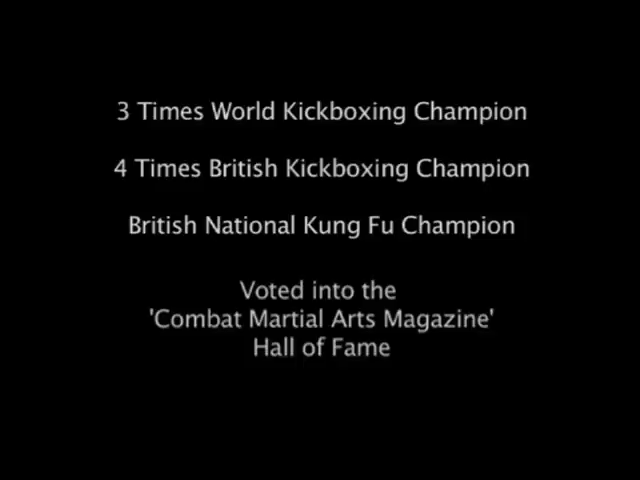 3 Times World Kickboxing Champion
4 Times British Kickboxing Champion
British National Kung Fu Champion
Voted into the
'Combat Martial Arts Magazine'
Hall of Fame